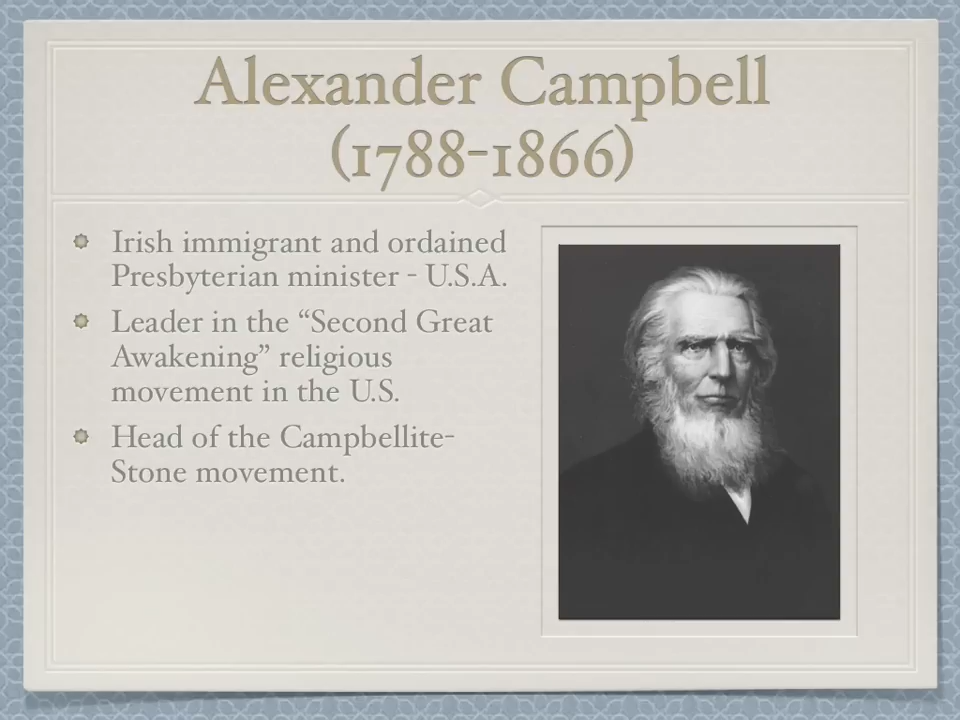 Alexander Campbell
(1788-1866)
Irish immigrant and ordained
Presbyterian minister - U.S.A.
Leader in the “Second Great
Awakening” religious
movement in the U.S.
Head of the Campbellite-
Stone movement.